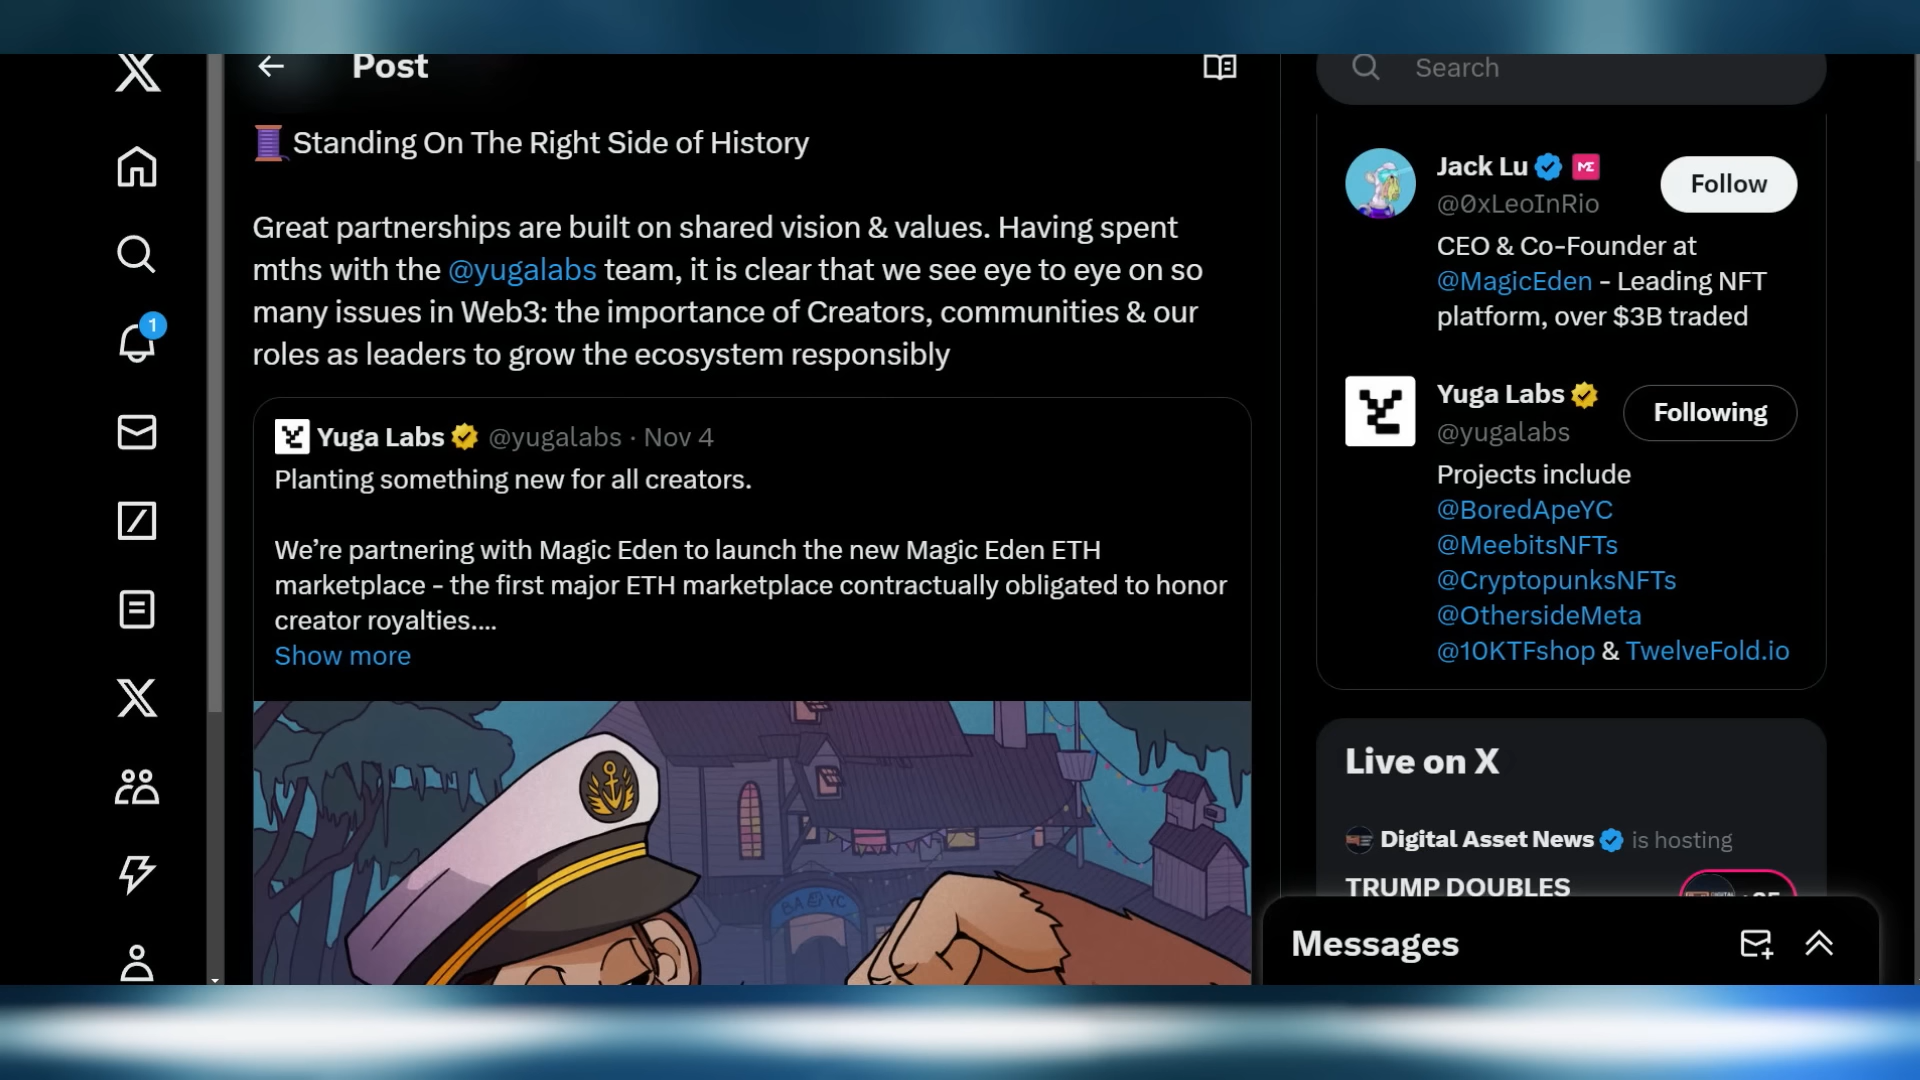 Post
Standing On The Right Side of History
Great partnerships are built on shared vision & values. Having spent
mths with the @yugalabs team, it is clear that we see eye to eye on so
many issues in Web3: the importance of Creators, communities & our
roles as leaders to grow the ecosystem responsibly
Yuga Labs @yugalabs · Nov 4
Planting something new for all creators.
We’re partnering with Magic Eden to launch the new Magic Eden ETH
marketplace - the first major ETH marketplace contractually obligated to honor
creator royalties....
Show more
BAYC
1
Search
Jack Lu ME
@0xLeoInRio
Follow
CEO & Co-Founder at
@MagicEden - Leading NFT
platform, over $3B traded
Yuga Labs
@yugalabs
Following
Projects include
@BoredApeYC
@MeebitsNFTs
@CryptopunksNFTs
@OthersideMeta
@10KTFshop & TwelveFold.io
Live on X
Digital Asset News is hosting
TRUMP DOUBLES
Messages